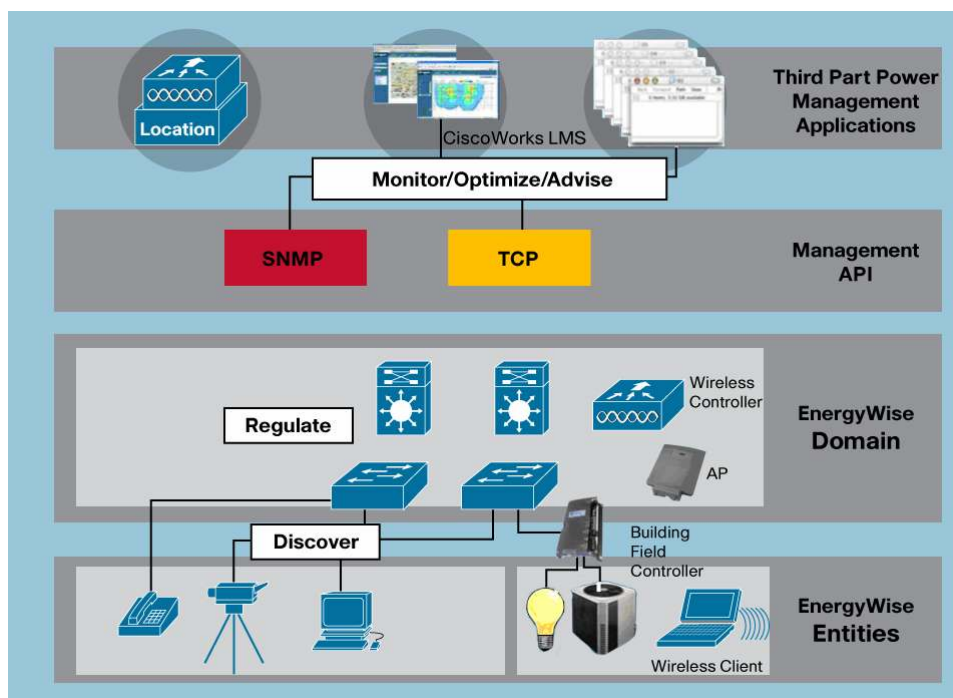 Location
CiscoWorks LMS
Third Part Power
Management
Applications
Monitor/Optimize/Advise
SNMP
TCP
Management
API
Regulate
Wireless
Controller
EnergyWise
Domain
AP
Discover
Building
Field
Controller
EnergyWise
Entities
Wireless Client